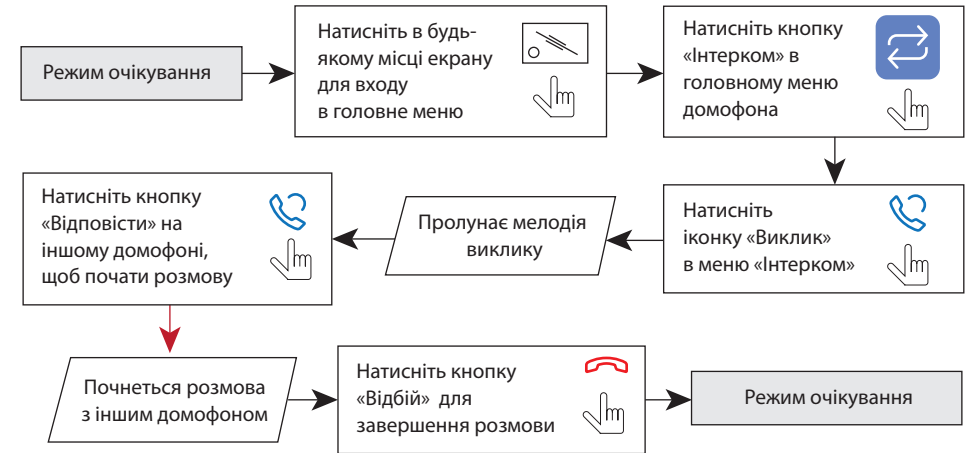 Режим очікування
Натисніть в будь-
якому місці екрану
для входу
в головне меню
Натисніть кнопку
«Інтерком» в
головному меню
домофона
Натисніть
іконку «Виклик»
в меню «Інтерком»
Пролунає мелодія
виклику
Натисніть кнопку
«Відповісти» на
іншому домофоні,
щоб почати розмову
Почнеться розмова
з іншим домофоном
Натисніть кнопку
«Відбій» для
завершення розмови
Режим очікування